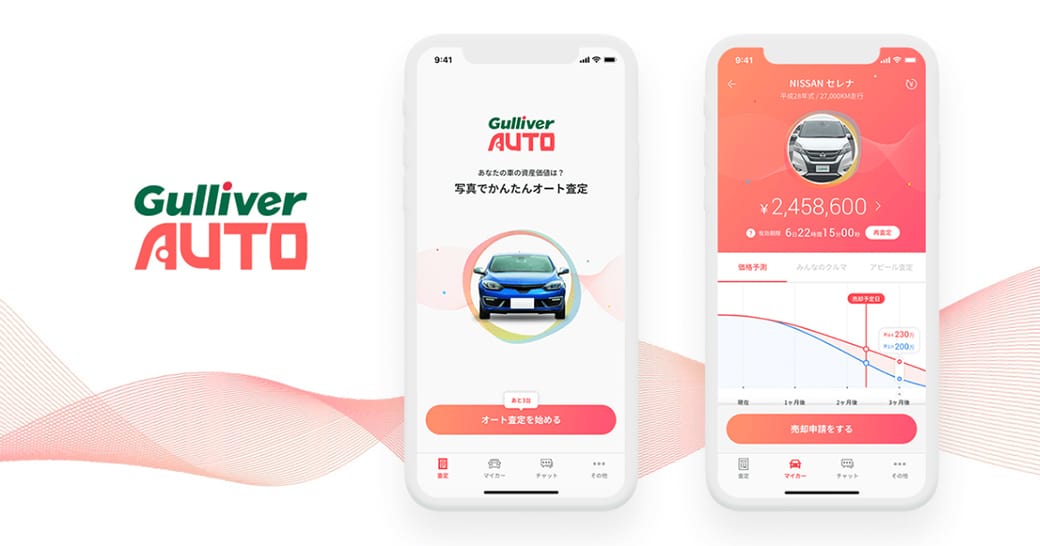 Gulliver
AUTO
9:41
Gulliver
AUTO
あなたの車の資産価値は？
写真でかんたんオート査定
あと3台
オート査定を始める
査定
マイカー
チャット
その他
9:41
NISSAN セレナ
平成28年式 / 27,000KM走行
¥2,458,600
? 有効期限 6日22時間15分00秒 再査定
価格予測 みんなのクルマ アピール査定
売却予定日
230万
200万
現在 1ヶ月後 2ヶ月後 3ヶ月後
売却申請をする
査定
マイカー
チャット
その他